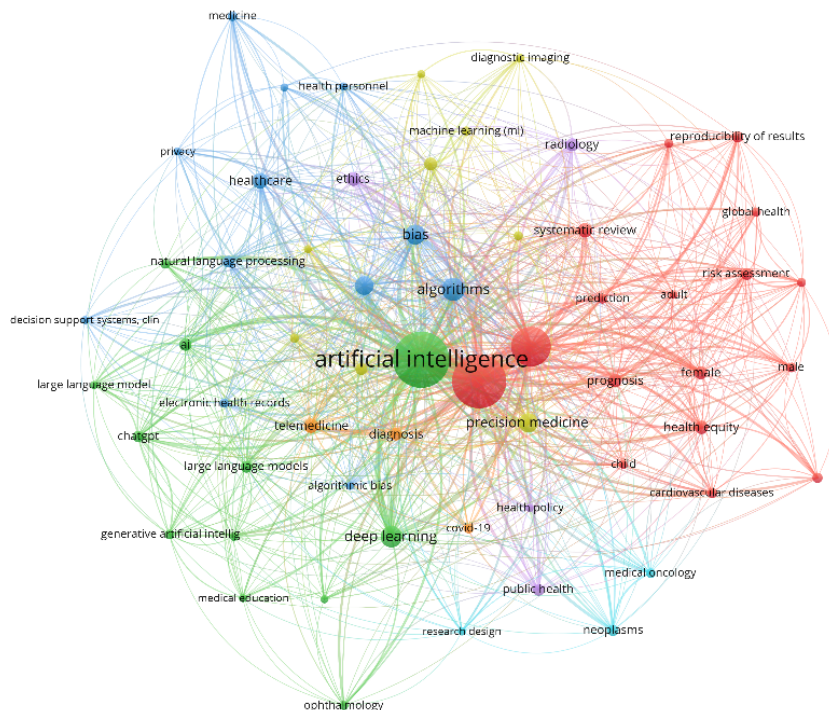 medicine
diagnostic imaging
health personnel
machine learning (ml)
reproducibility of results
radiology
privacy
healthcare
ethics
global health
bias
systematic review
natural language processing
risk assessment
algorithms
prediction
adult
decision support systems, clin
ai
artificial intelligence
male
female
prognosis
large language model
electronic health records
precision medicine
telemedicine
health equity
chatgpt
diagnosis
large language models
child
algorithmic bias
cardiovascular diseases
health policy
covid-19
generative artificial intellig
deep learning
medical oncology
public health
medical education
research design
neoplasms
ophthalmology